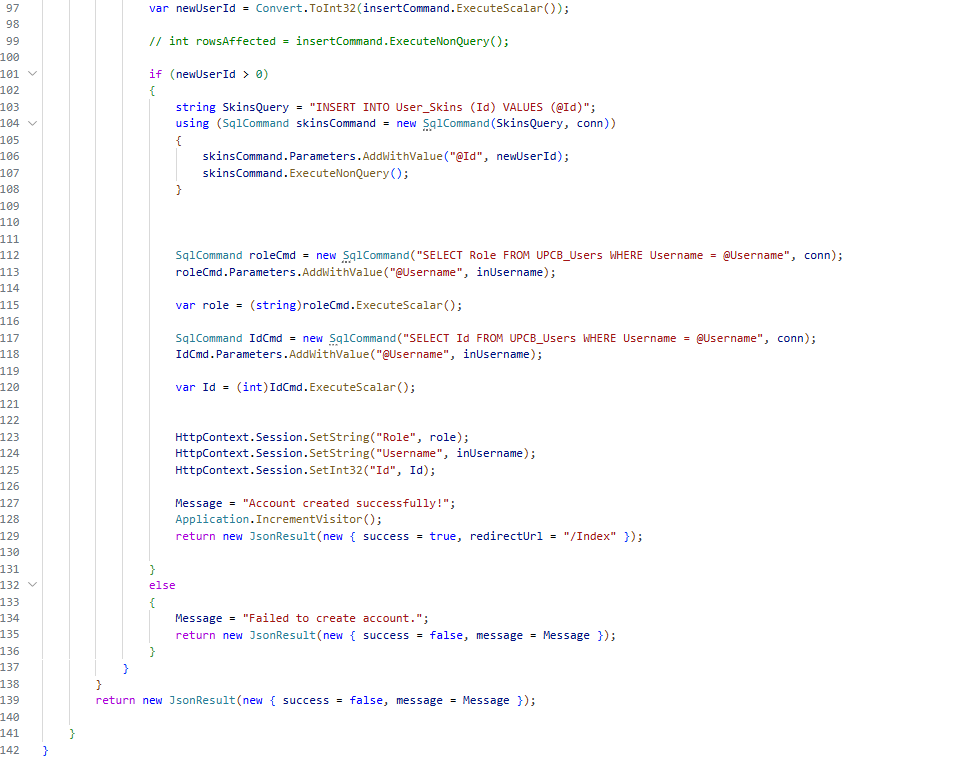 97 var newUserId = Convert.ToInt32(insertCommand.ExecuteScalar());
98
99 // int rowsAffected = insertCommand.ExecuteNonQuery();
100
101 if (newUserId > 0)
102 {
103 string SkinsQuery = "INSERT INTO User_Skins (Id) VALUES (@Id)";
104 using (SqlCommand skinsCommand = new SqlCommand(SkinsQuery, conn))
105 {
106 skinsCommand.Parameters.AddWithValue("@Id", newUserId);
107 skinsCommand.ExecuteNonQuery();
108 }
109
110
111
112 SqlCommand roleCmd = new SqlCommand("SELECT Role FROM UPCB_Users WHERE Username = @Username", conn);
113 roleCmd.Parameters.AddWithValue("@Username", inUsername);
114
115 var role = (string)roleCmd.ExecuteScalar();
116
117 SqlCommand IdCmd = new SqlCommand("SELECT Id FROM UPCB_Users WHERE Username = @Username", conn);
118 IdCmd.Parameters.AddWithValue("@Username", inUsername);
119
120 var Id = (int)IdCmd.ExecuteScalar();
121
122
123 HttpContext.Session.SetString("Role", role);
124 HttpContext.Session.SetString("Username", inUsername);
125 HttpContext.Session.SetInt32("Id", Id);
126
127 Message = "Account created successfully!";
128 Application.IncrementVisitor();
129 return new JsonResult(new { success = true, redirectUrl = "/Index" });
130
131 }
132 else
133 {
134 Message = "Failed to create account.";
135 return new JsonResult(new { success = false, message = Message });
136 }
137 }
138 }
139 return new JsonResult(new { success = false, message = Message });
140
141 }
142 }